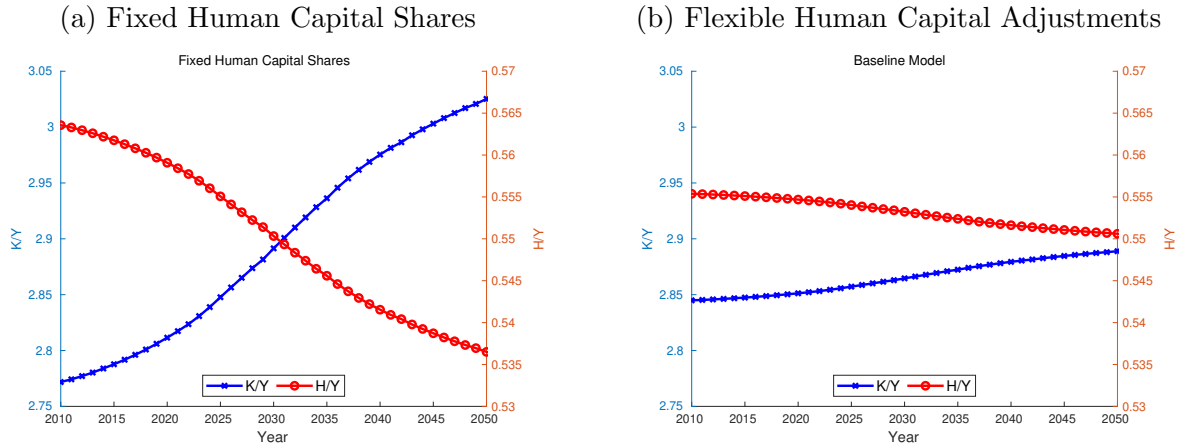 (a) Fixed Human Capital Shares
Fixed Human Capital Shares
3.05
3
2.95
2.9
2.85
2.8
2.75
K/Y
0.57
0.565
0.56
0.555
0.55
0.545
0.54
0.535
0.53
H/Y
K/Y
H/Y
2010 2015 2020 2025 2030 2035 2040 2045 2050
Year
(b) Flexible Human Capital Adjustments
Baseline Model
3.05
3
2.95
2.9
2.85
2.8
2.75
K/Y
0.57
0.565
0.56
0.555
0.55
0.545
0.54
0.535
0.53
H/Y
K/Y
H/Y
2010 2015 2020 2025 2030 2035 2040 2045 2050
Year